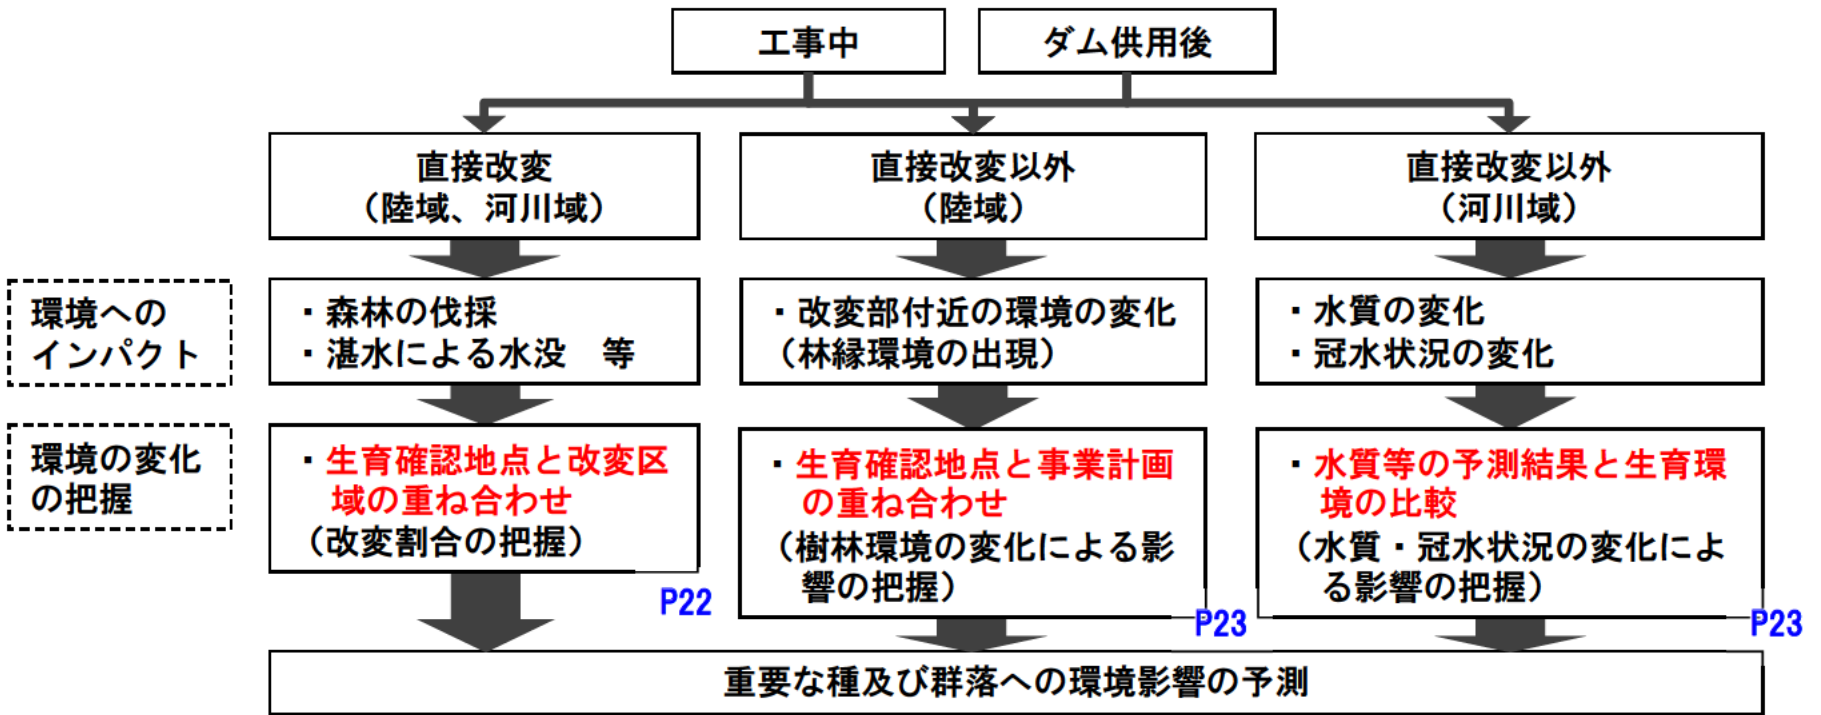 工事中
ダム供用後
直接改変
（陸域、河川域）
直接改変以外
（陸域）
直接改変以外
（河川域）
環境への
インパクト
・森林の伐採
・湛水による水没　等
・改変部付近の環境の変化
（林縁環境の出現）
・水質の変化
・冠水状況の変化
環境の変化
の把握
・生育確認地点と改変区
域の重ね合わせ
（改変割合の把握）
P22
・生育確認地点と事業計画
の重ね合わせ
（樹林環境の変化による影
響の把握）
P23
・水質等の予測結果と生育環
境の比較
（水質・冠水状況の変化によ
る影響の把握）
P23
重要な種及び群落への環境影響の予測